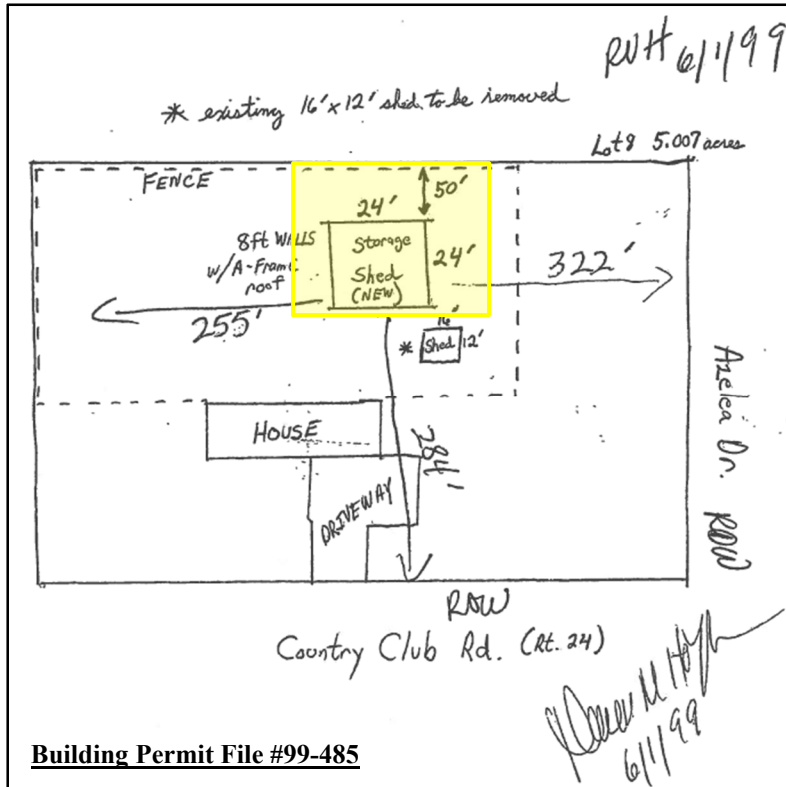 RVH 6/1/99
* existing 16'x12' shed to be removed
Lot 8 5.007 acres
FENCE
50'
24'
8ft WALLS
w/A-Frame
roof
Storage
Shed
(NEW)
24'
322'
255'
16'
* Shed 12'
HOUSE
284'
DRIVEWAY
Azelea Dr. ROW
ROW
Country Club Rd. (Rt. 24)
6/1/99
Building Permit File #99-485